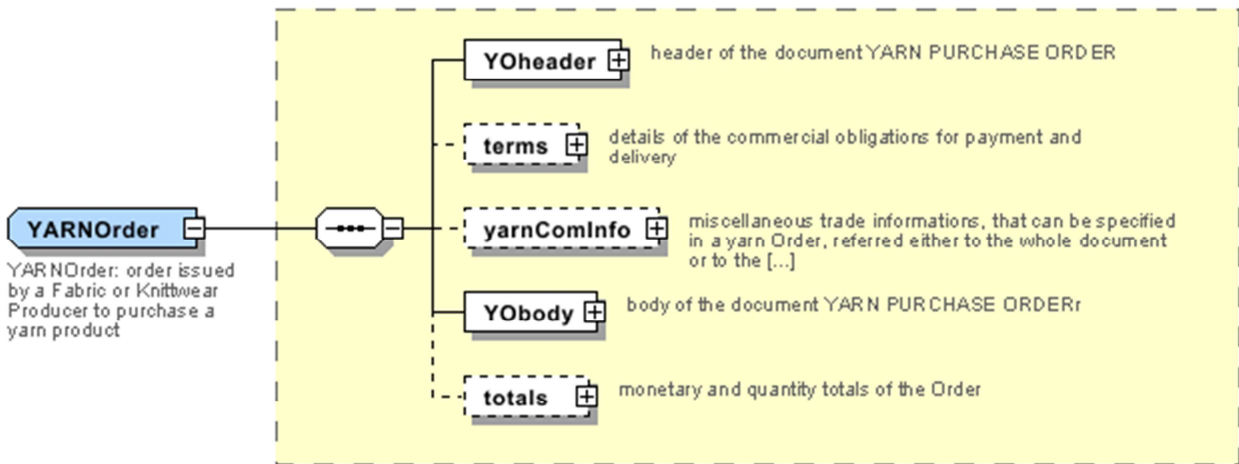 YOheader
header of the document YARN PURCHASE ORDER
terms
details of the commercial obligations for payment and
delivery
YARNOrder
YARNOrder: order issued
by a Fabric or Knittwear
Producer to purchase a
yarn product
yarnComInfo
miscellaneous trade informations, that can be specified
in a yarn Order, referred either to the whole document
or to the [...]
YObody
body of the document YARN PURCHASE ORDERr
totals
monetary and quantity totals of the Order